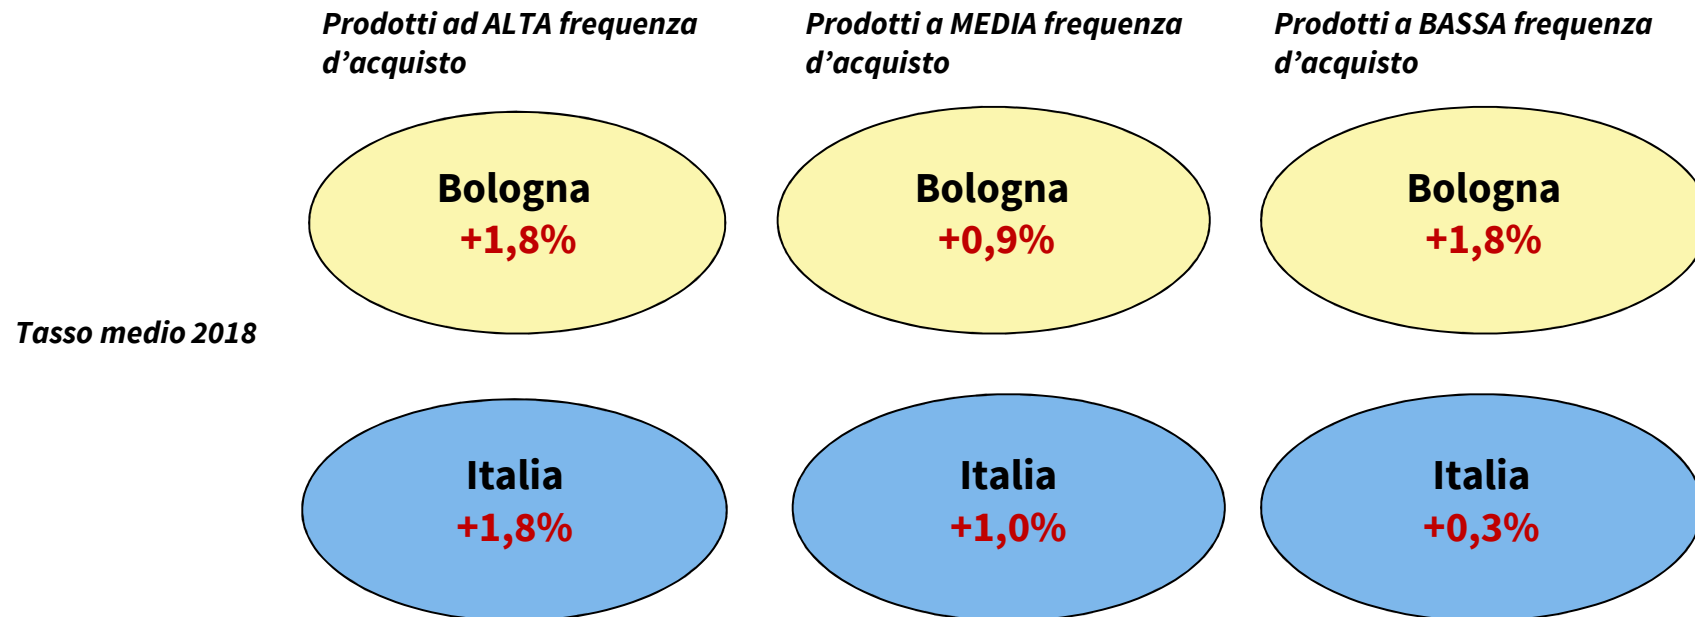 Prodotti ad ALTA frequenza
d’acquisto
Prodotti a MEDIA frequenza
d’acquisto
Prodotti a BASSA frequenza
d’acquisto
Bologna
+1,8%
Bologna
+0,9%
Bologna
+1,8%
Tasso medio 2018
Italia
+1,8%
Italia
+1,0%
Italia
+0,3%